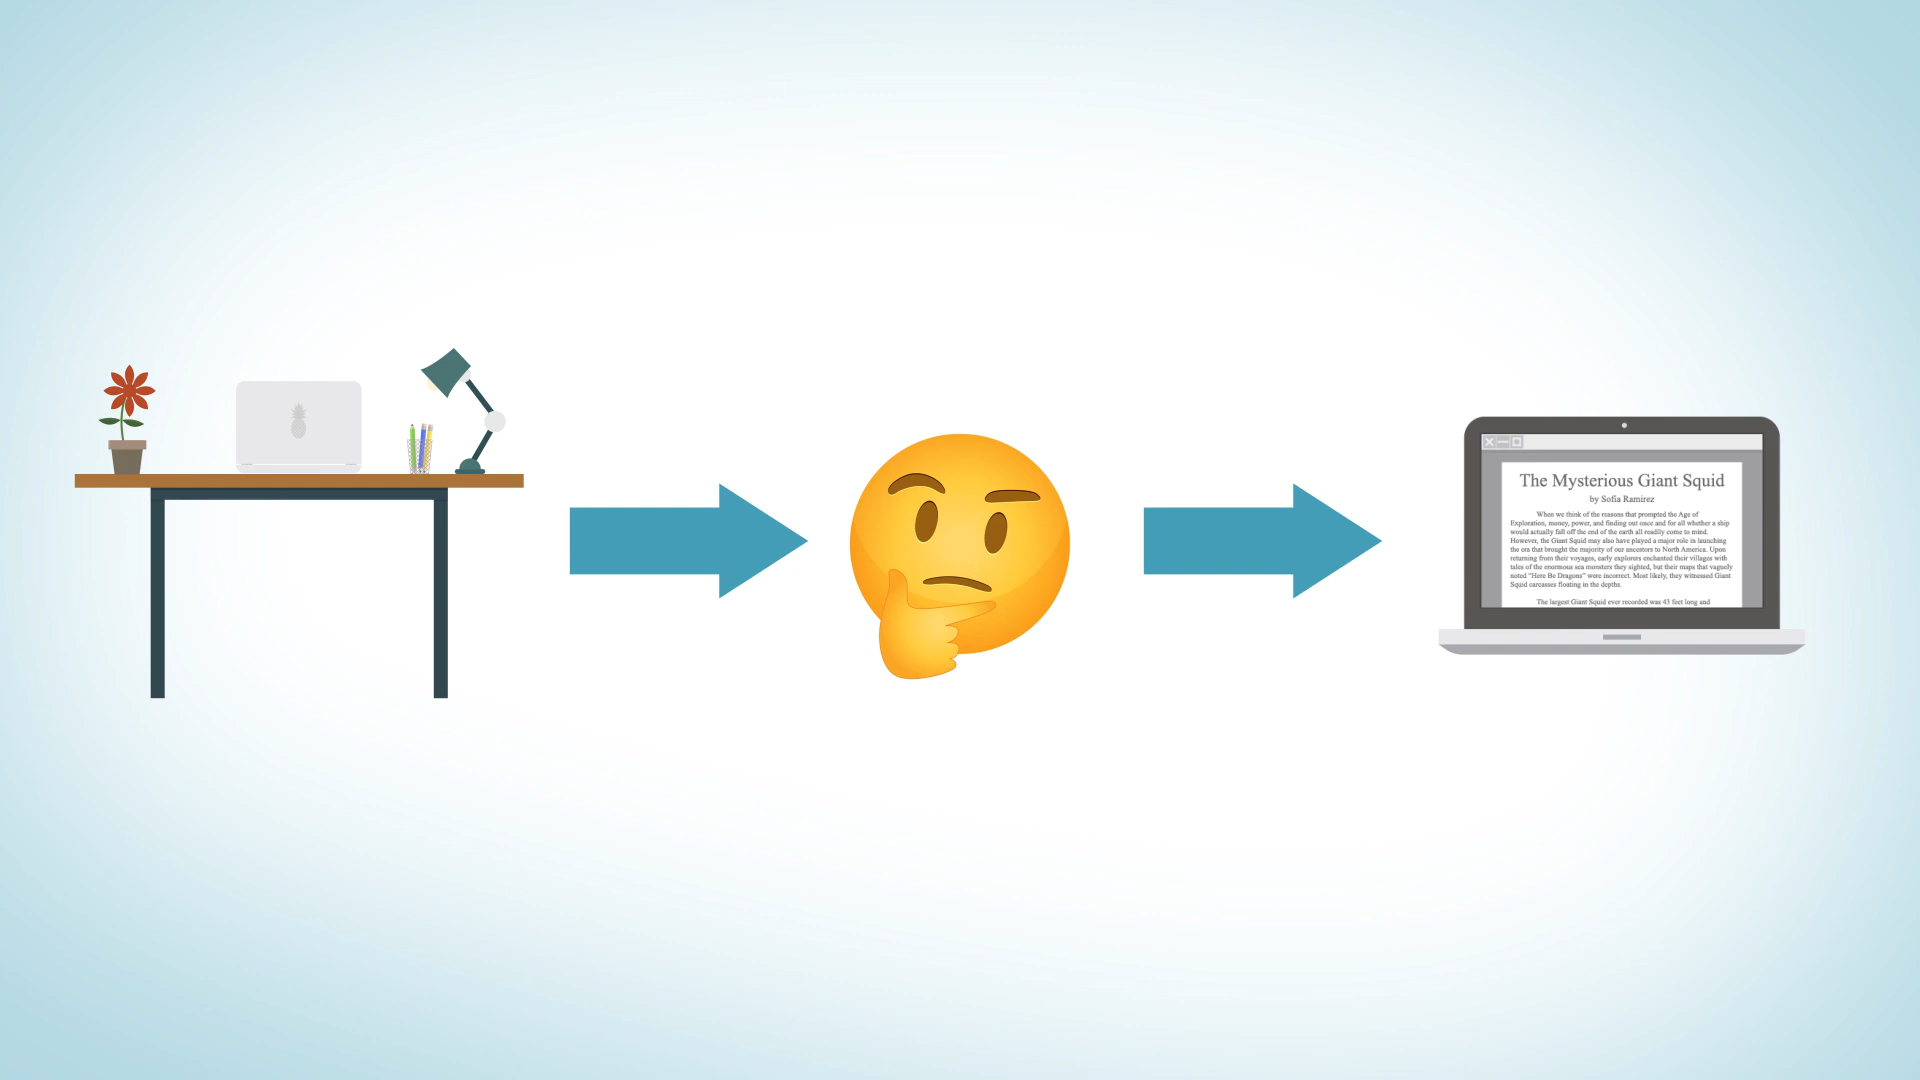 The Mysterious Giant Squid
by Sofia Ramirez
When we think of the reasons that prompted the Age of
Exploration, money, power, and finding out once and for all whether a ship
would actually fall off the end of the earth all readily come to mind.
However, the Giant Squid may also have played a major role in launching
the era that brought the majority of our ancestors to North America. Upon
returning from their voyages, early explorers enchanted their villages with
tales of the enormous sea monsters they sighted, but their maps that vaguely
noted “Here Be Dragons” were incorrect. Most likely, they witnessed Giant
Squid carcasses floating in the depths.
The largest Giant Squid ever recorded was 43 feet long and